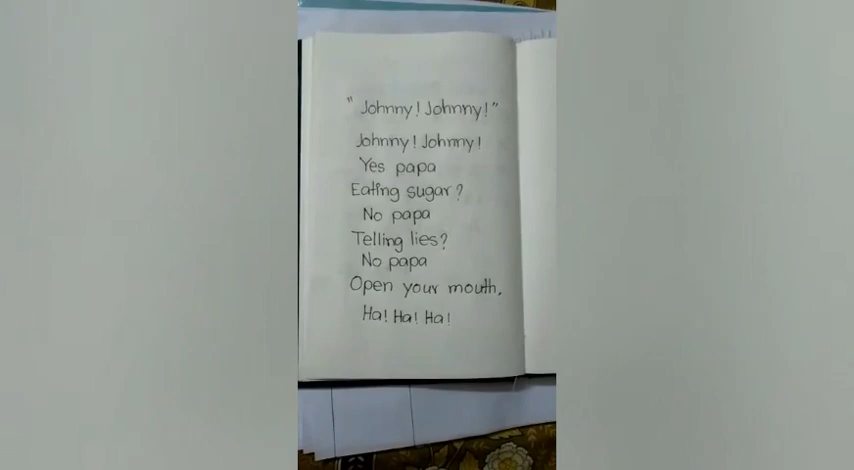 "Johnny! Johnny!"
Johnny! Johnny!
Yes papa
Eating sugar?
No papa
Telling lies?
No papa
Open your mouth,
Ha! Ha! Ha!